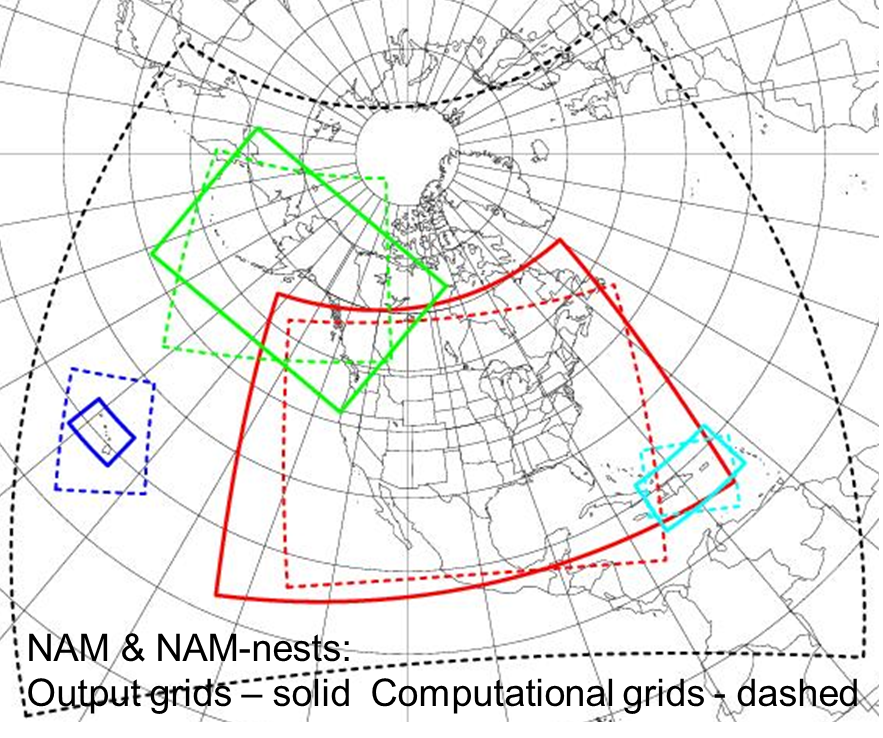 NAM & NAM-nests:
Output grids – solid  Computational grids - dashed